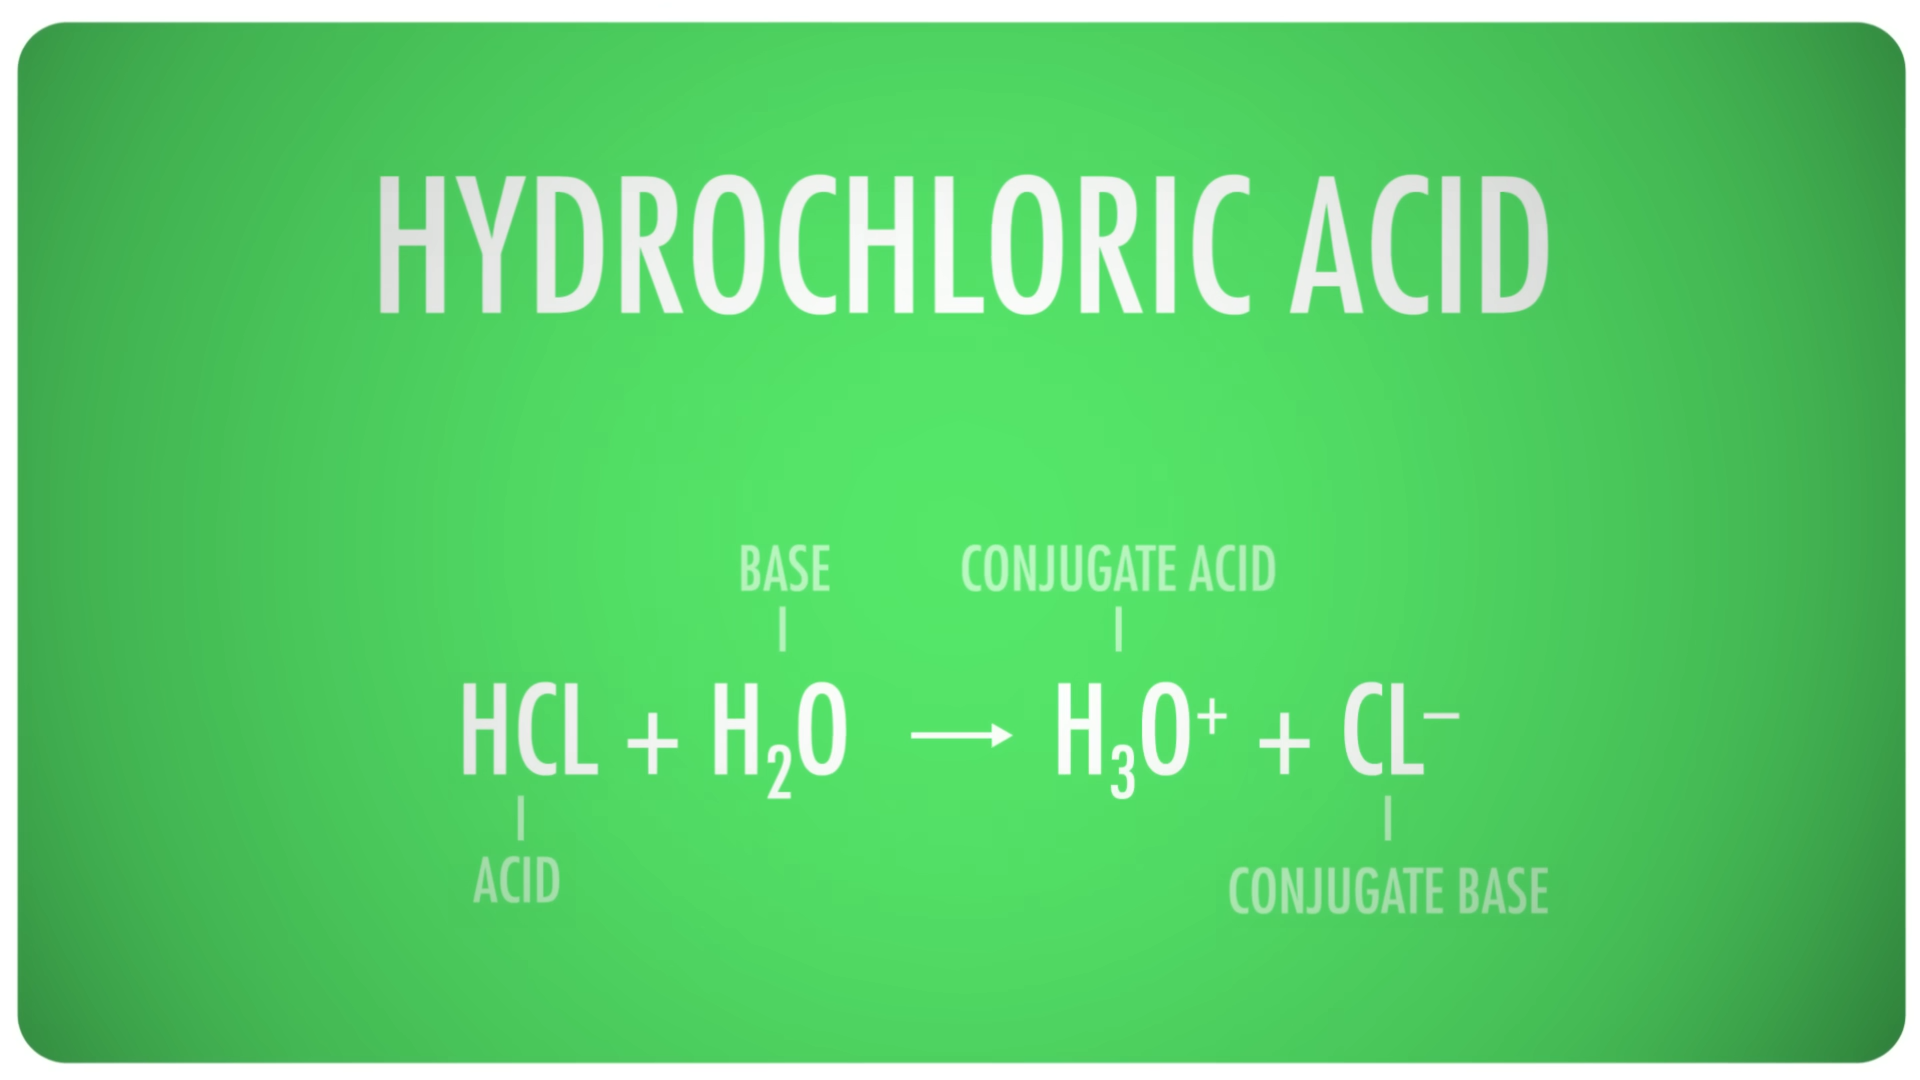 HYDROCHLORIC ACID
BASE CONJUGATE ACID
HCL + H₂O → H₃O⁺ + CL⁻
ACID CONJUGATE BASE